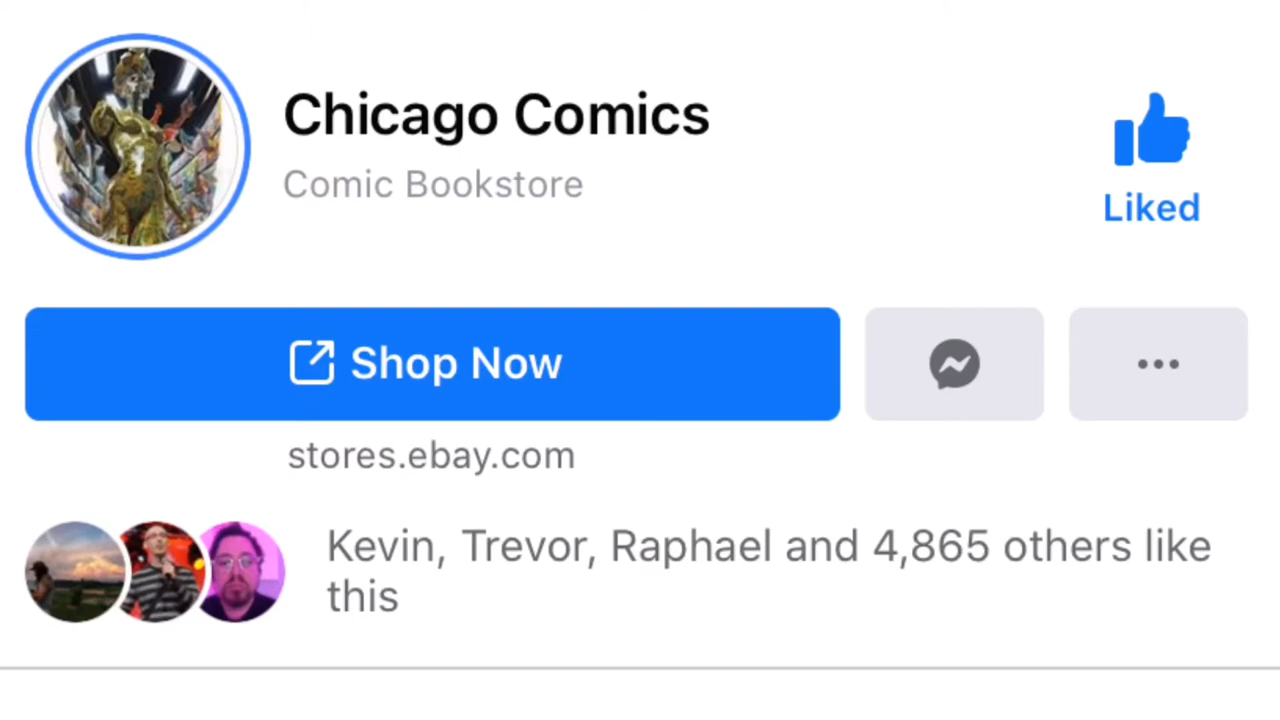 Chicago Comics
Comic Bookstore
Liked
Shop Now
stores.ebay.com
Kevin, Trevor, Raphael and 4,865 others like
this